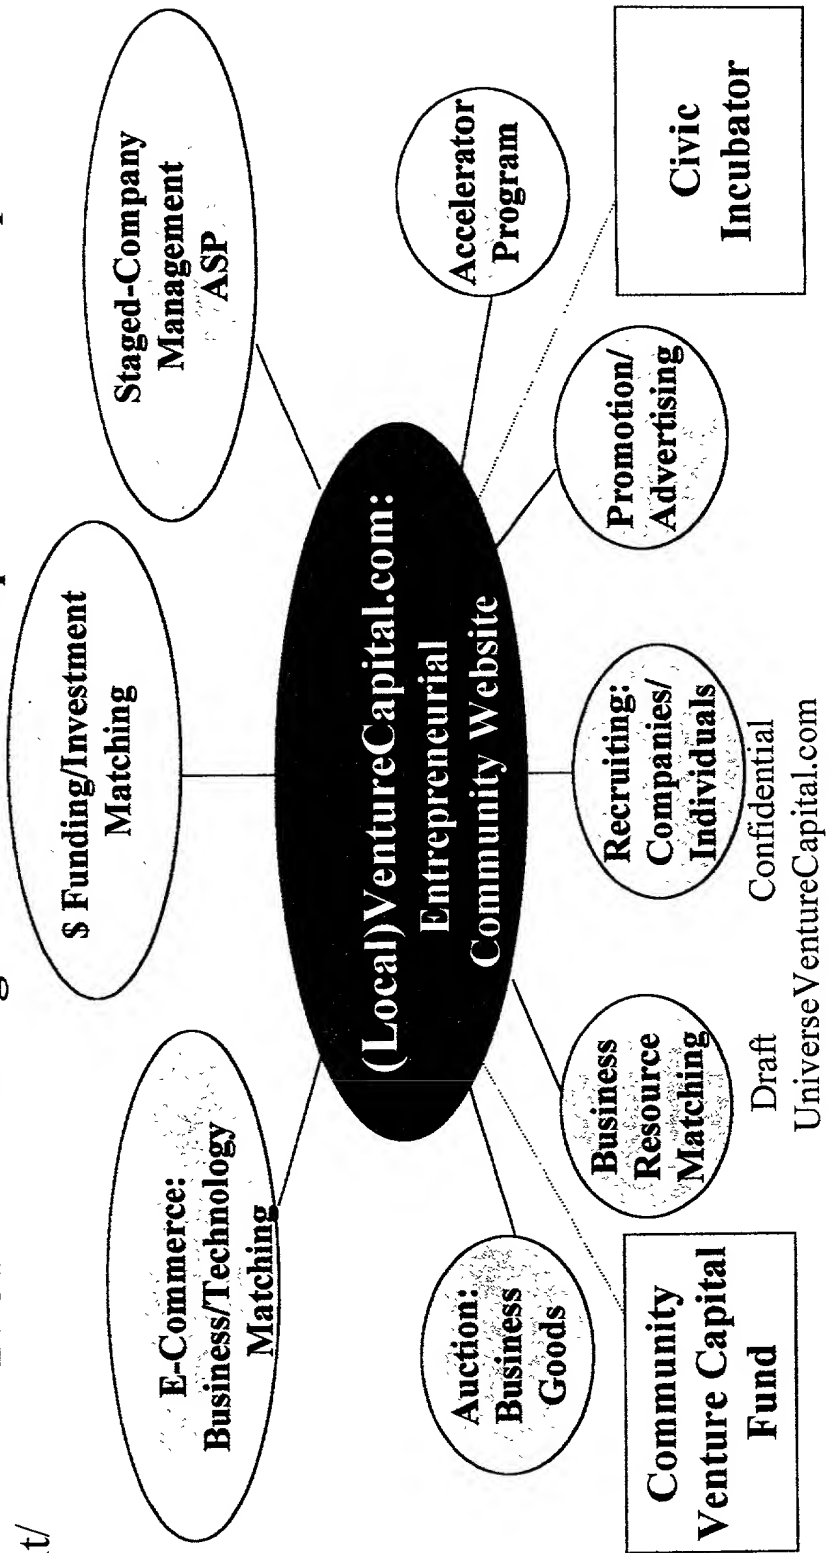 $ Funding/Investment
Matching
E-Commerce:
Business/Technology
Matching
Staged-Company
Management
ASP
(Local)VentureCapital.com:
Entrepreneurial
Community Website
Auction:
Business
Goods
Business
Resource
Matching
Recruiting:
Companies/
Individuals
Promotion/
Advertising
Accelerator
Program
Community
Venture Capital
Fund
Civic
Incubator
Draft Confidential
UniverseVentureCapital.com